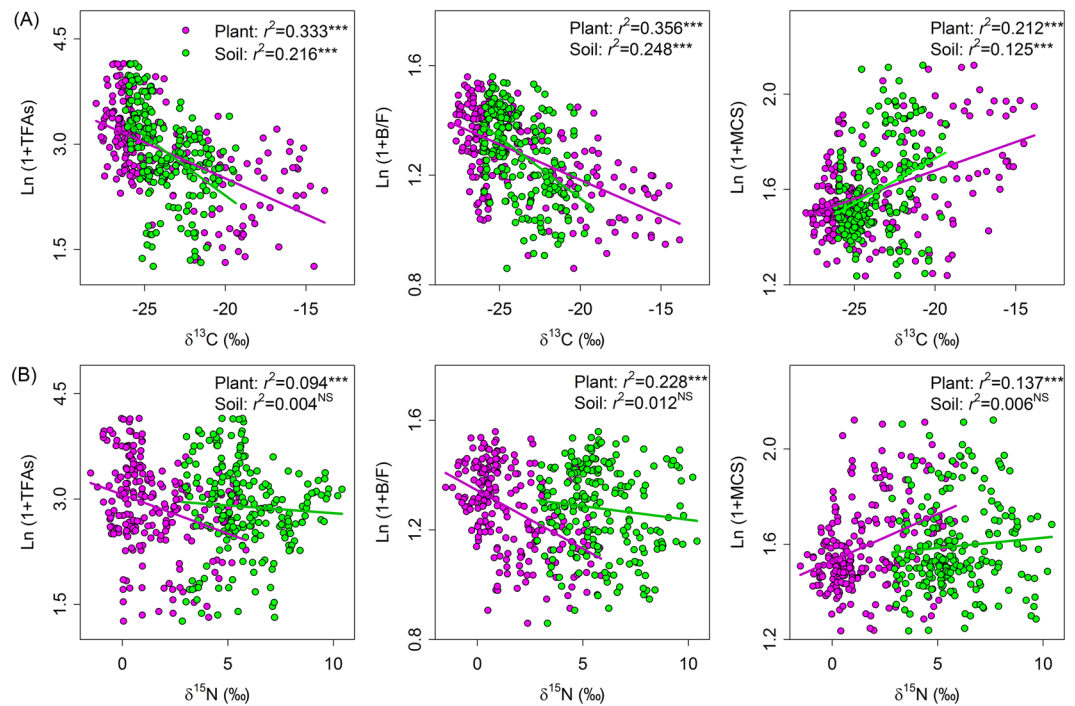 (A)
Ln (1+TFAs)
4.5
3.0
1.5
Plant: r²=0.333***
Soil: r²=0.216***
-25
-20
-15
δ¹³C (‰)
Ln (1+B/F)
1.6
1.2
0.8
Plant: r²=0.356***
Soil: r²=0.248***
-25
-20
-15
δ¹³C (‰)
Ln (1+MCS)
2.0
1.6
1.2
Plant: r²=0.212***
Soil: r²=0.125***
-25
-20
-15
δ¹³C (‰)
(B)
Ln (1+TFAs)
4.5
3.0
1.5
Plant: r²=0.094***
Soil: r²=0.004ᴺˢ
0
5
10
δ¹⁵N (‰)
Ln (1+B/F)
1.6
1.2
0.8
Plant: r²=0.228***
Soil: r²=0.012ᴺˢ
0
5
10
δ¹⁵N (‰)
Ln (1+MCS)
2.0
1.6
1.2
Plant: r²=0.137***
Soil: r²=0.006ᴺˢ
0
5
10
δ¹⁵N (‰)